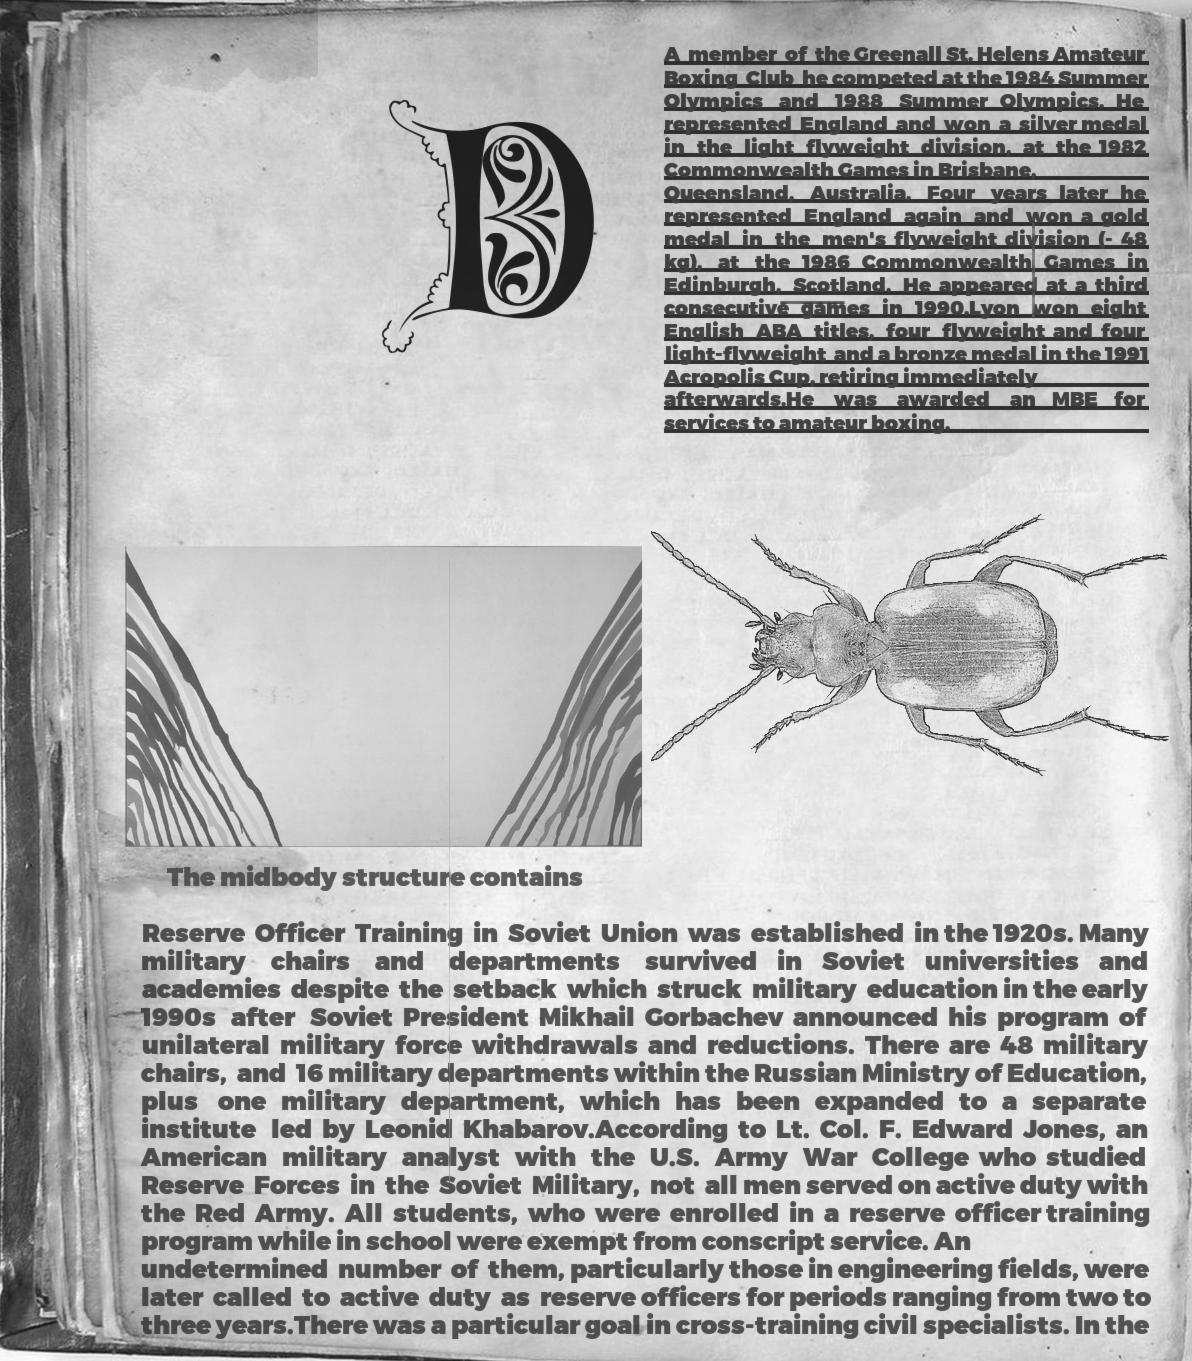 D
A member of the Greenall St. Helens Amateur
Boxing Club he competed at the 1984 Summer
Olympics and 1988 Summer Olympics. He
represented England and won a silver medal
in the light flyweight division, at the 1982
Commonwealth Games in Brisbane,
Queensland, Australia. Four years later he
represented England again and won a gold
medal in the men's flyweight division (- 48
kg), at the 1986 Commonwealth Games in
Edinburgh, Scotland. He appeared at a third
consecutive games in 1990.Lyon won eight
English ABA titles, four flyweight and four
light-flyweight and a bronze medal in the 1991
Acropolis Cup, retiring immediately
afterwards.He was awarded an MBE for
services to amateur boxing.
The midbody structure contains
Reserve Officer Training in Soviet Union was established in the 1920s. Many
military chairs and departments survived in Soviet universities and
academies despite the setback which struck military education in the early
1990s after Soviet President Mikhail Gorbachev announced his program of
unilateral military force withdrawals and reductions. There are 48 military
chairs, and 16 military departments within the Russian Ministry of Education,
plus one military department, which has been expanded to a separate
institute led by Leonid Khabarov.According to Lt. Col. F. Edward Jones, an
American military analyst with the U.S. Army War College who studied
Reserve Forces in the Soviet Military, not all men served on active duty with
the Red Army. All students, who were enrolled in a reserve officer training
program while in school were exempt from conscript service. An
undetermined number of them, particularly those in engineering fields, were
later called to active duty as reserve officers for periods ranging from two to
three years.There was a particular goal in cross-training civil specialists. In the